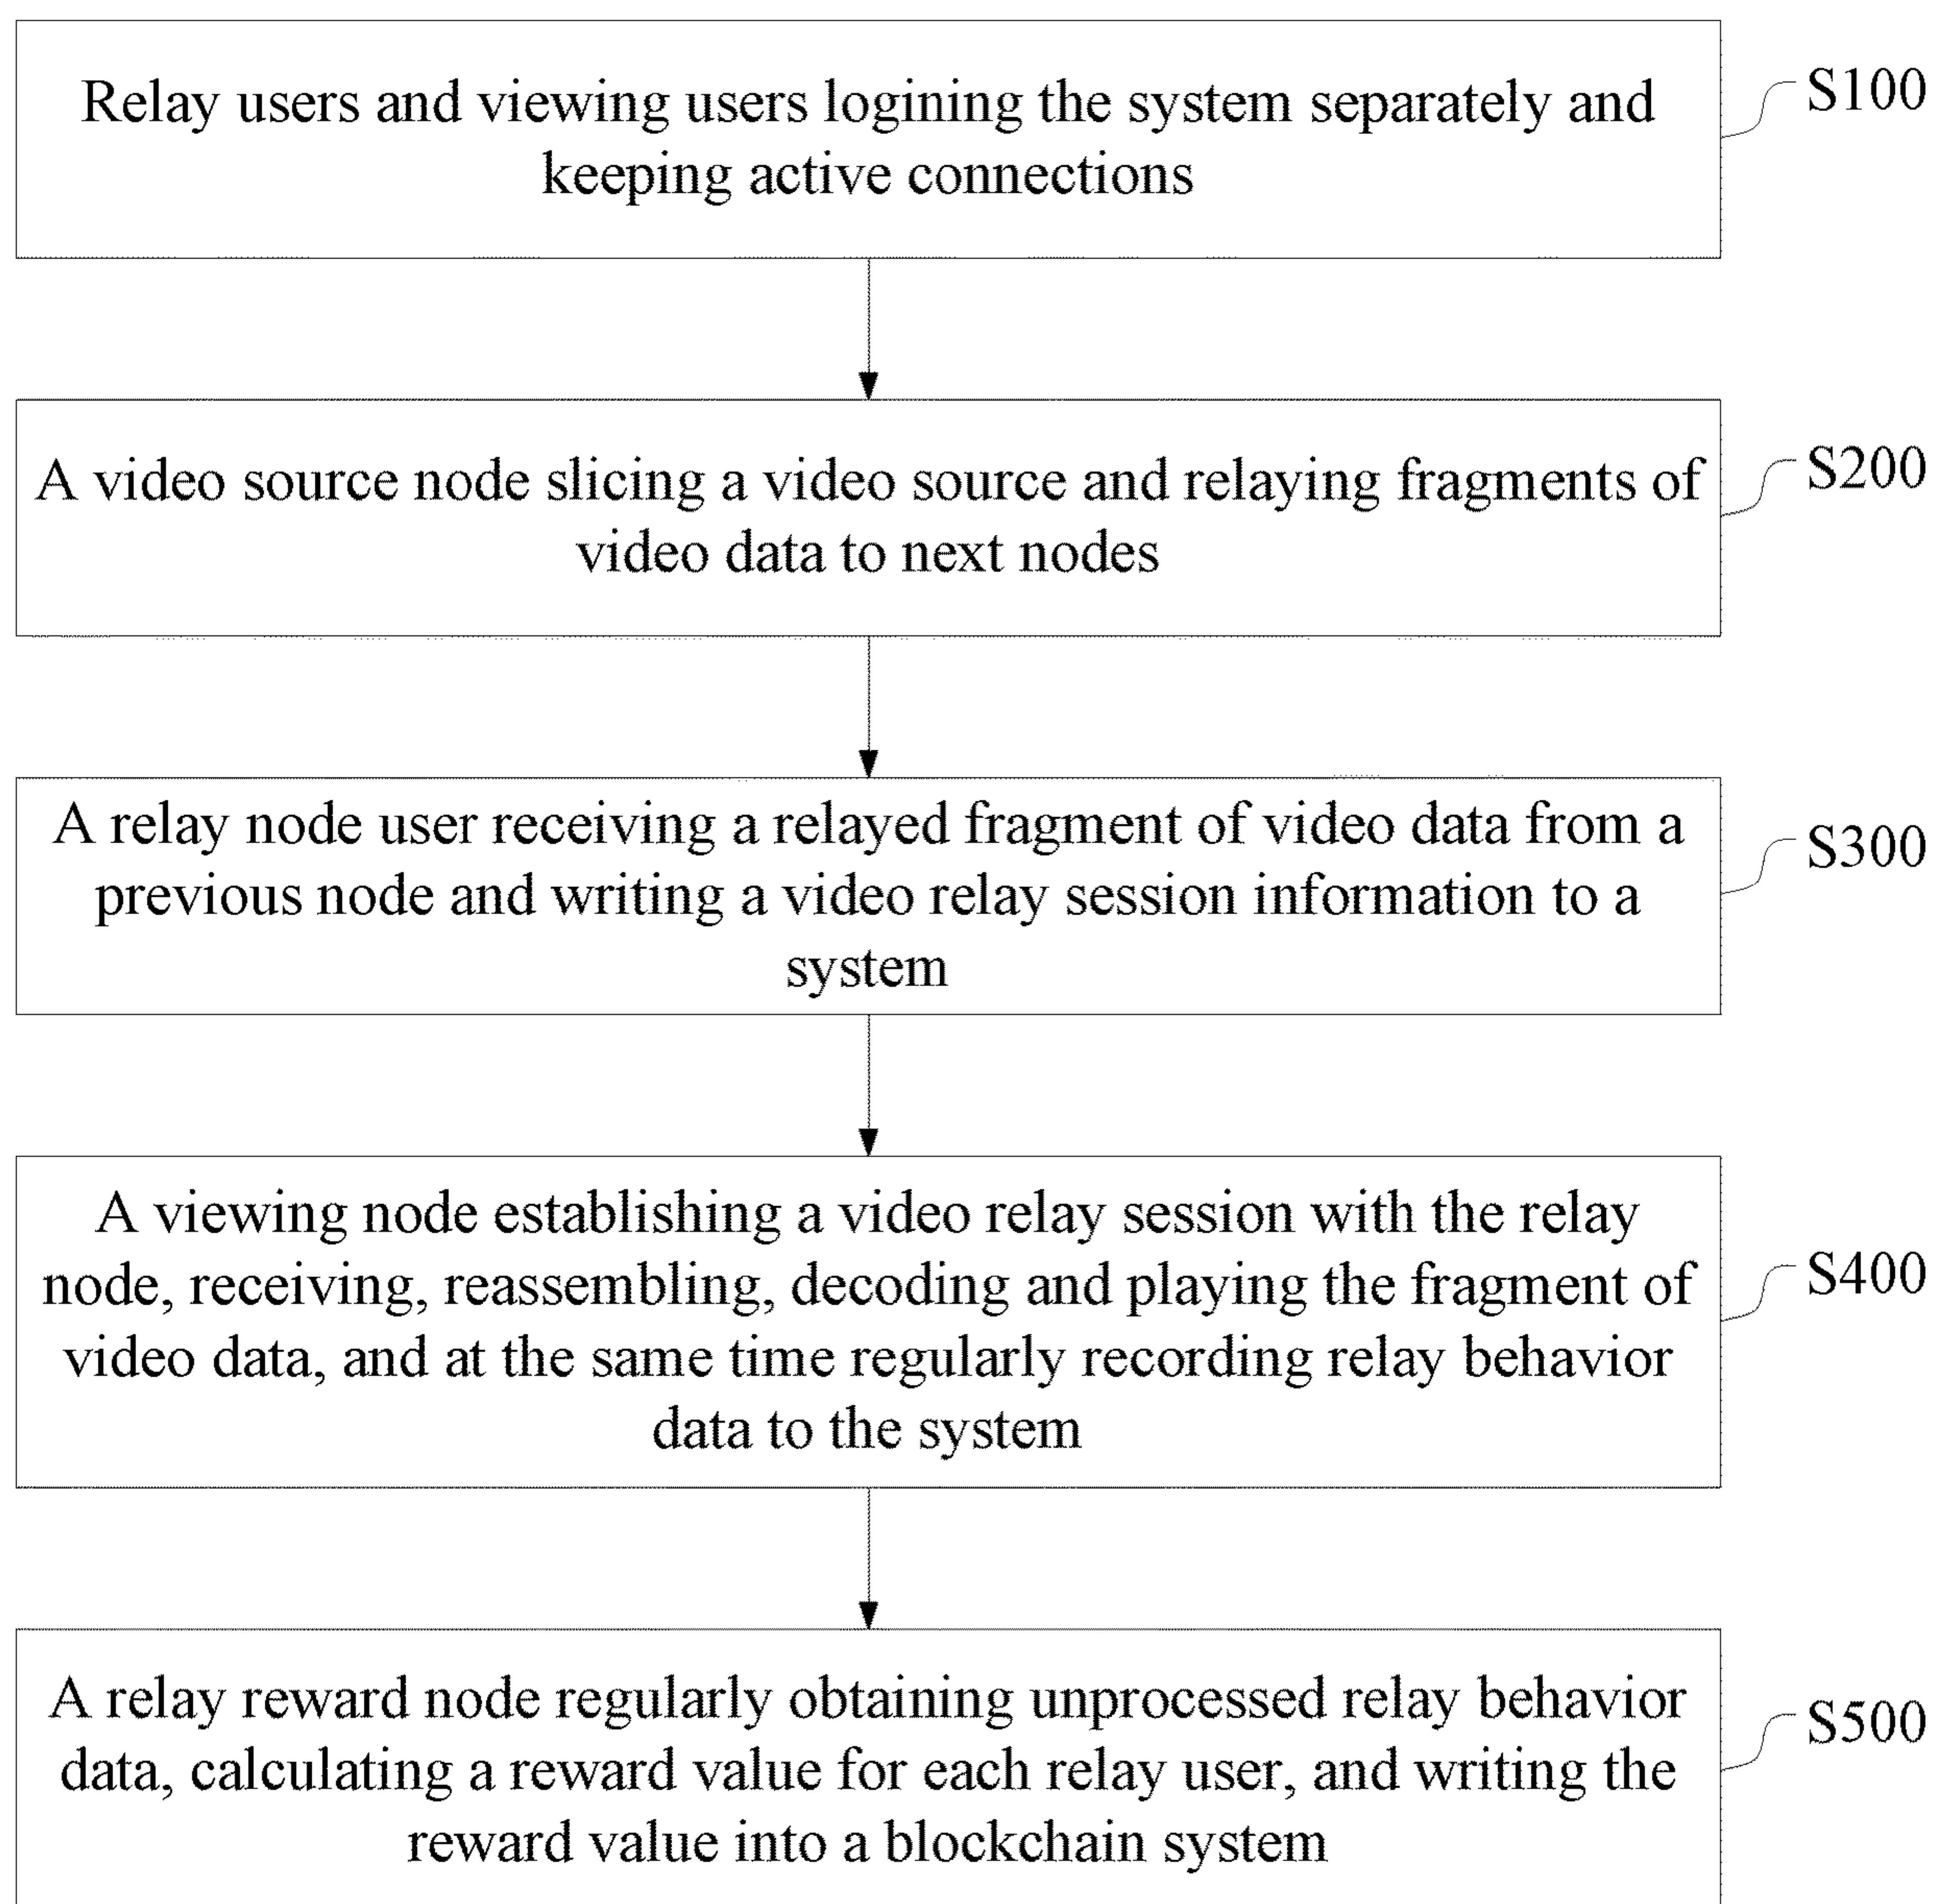 Relay users and viewing users logining the system separately and
keeping active connections
S100
A video source node slicing a video source and relaying fragments of
video data to next nodes
S200
A relay node user receiving a relayed fragment of video data from a
previous node and writing a video relay session information to a
system
S300
A viewing node establishing a video relay session with the relay
node, receiving, reassembling, decoding and playing the fragment of
video data, and at the same time regularly recording relay behavior
data to the system
S400
A relay reward node regularly obtaining unprocessed relay behavior
data, calculating a reward value for each relay user, and writing the
reward value into a blockchain system
S500